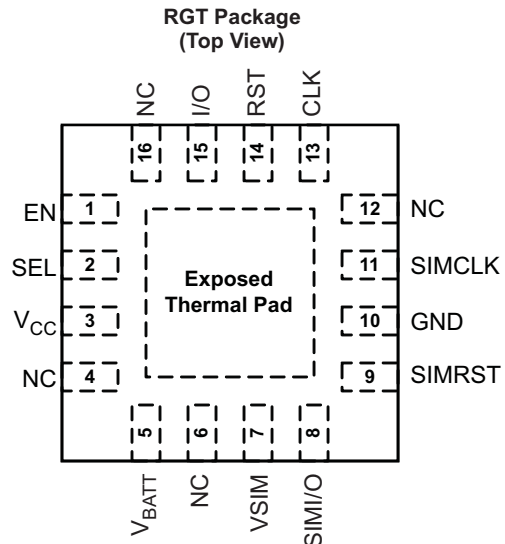 RGT Package
(Top View)
NC
I/O
RST
CLK
16
15
14
13
EN 1
SEL 2
VCC 3
NC 4
Exposed
Thermal Pad
12 NC
11 SIMCLK
10 GND
9 SIMRST
5
6
7
8
VBATT
NC
VSIM
SIMI/O